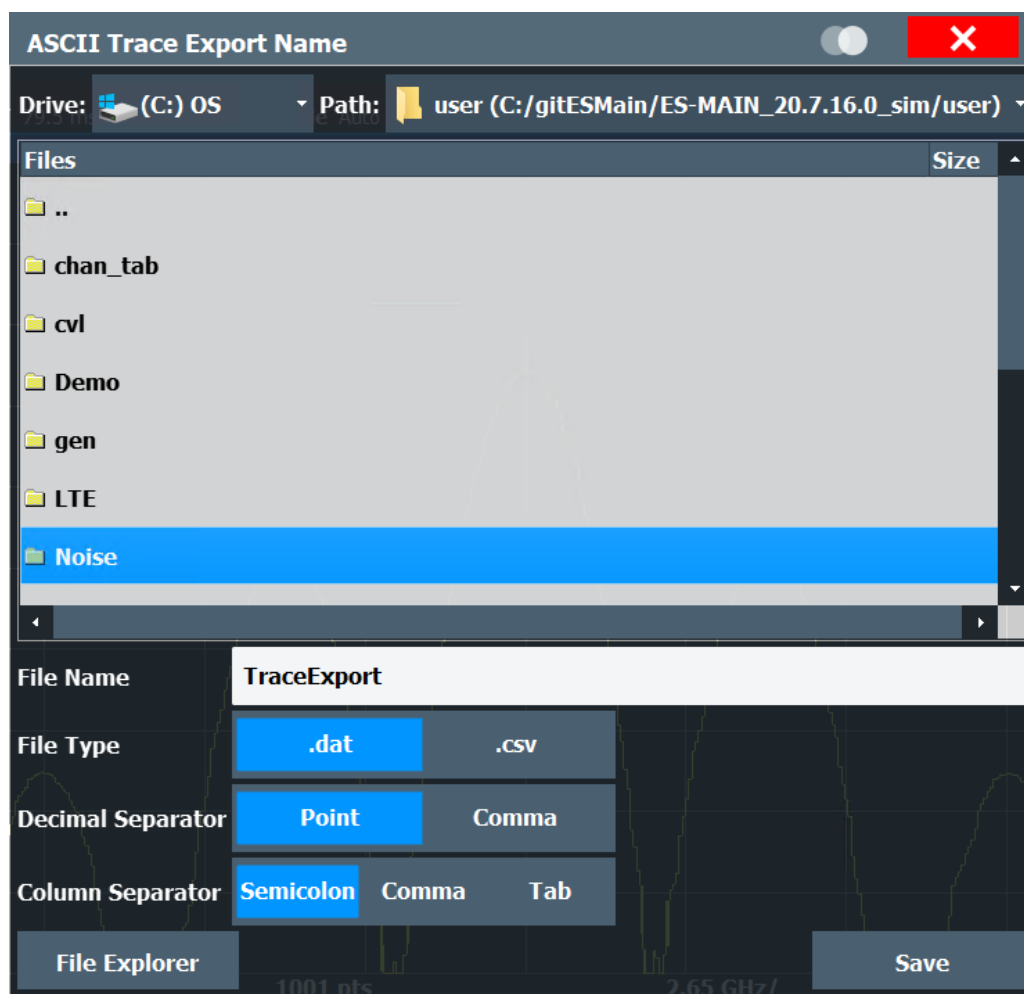 ASCII Trace Export Name
Drive: (C:) OS Path: user (C:/gitESMain/ES-MAIN_20.7.16.0_sim/user)
Files Size
..
chan_tab
cvl
Demo
gen
LTE
Noise
File Name TraceExport
File Type .dat .csv
Decimal Separator Point Comma
Column Separator Semicolon Comma Tab
File Explorer Save
1001 pts 2.65 GHz/